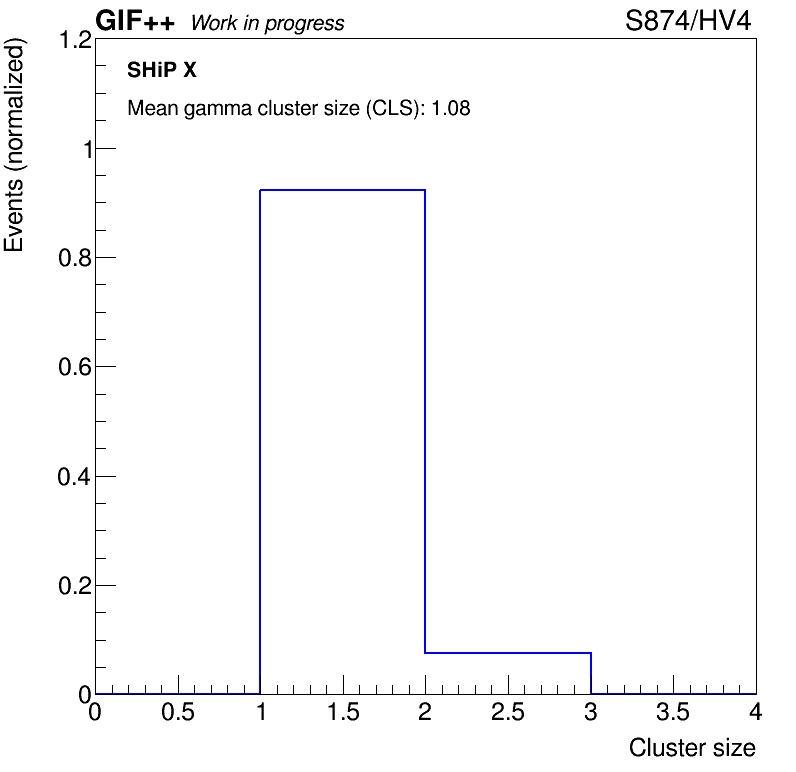 GIF++ Work in progress S874/HV4
SHiP X
Mean gamma cluster size (CLS): 1.08
Events (normalized)
1.2
1
0.8
0.6
0.4
0.2
0
0 0.5 1 1.5 2 2.5 3 3.5 4
Cluster size